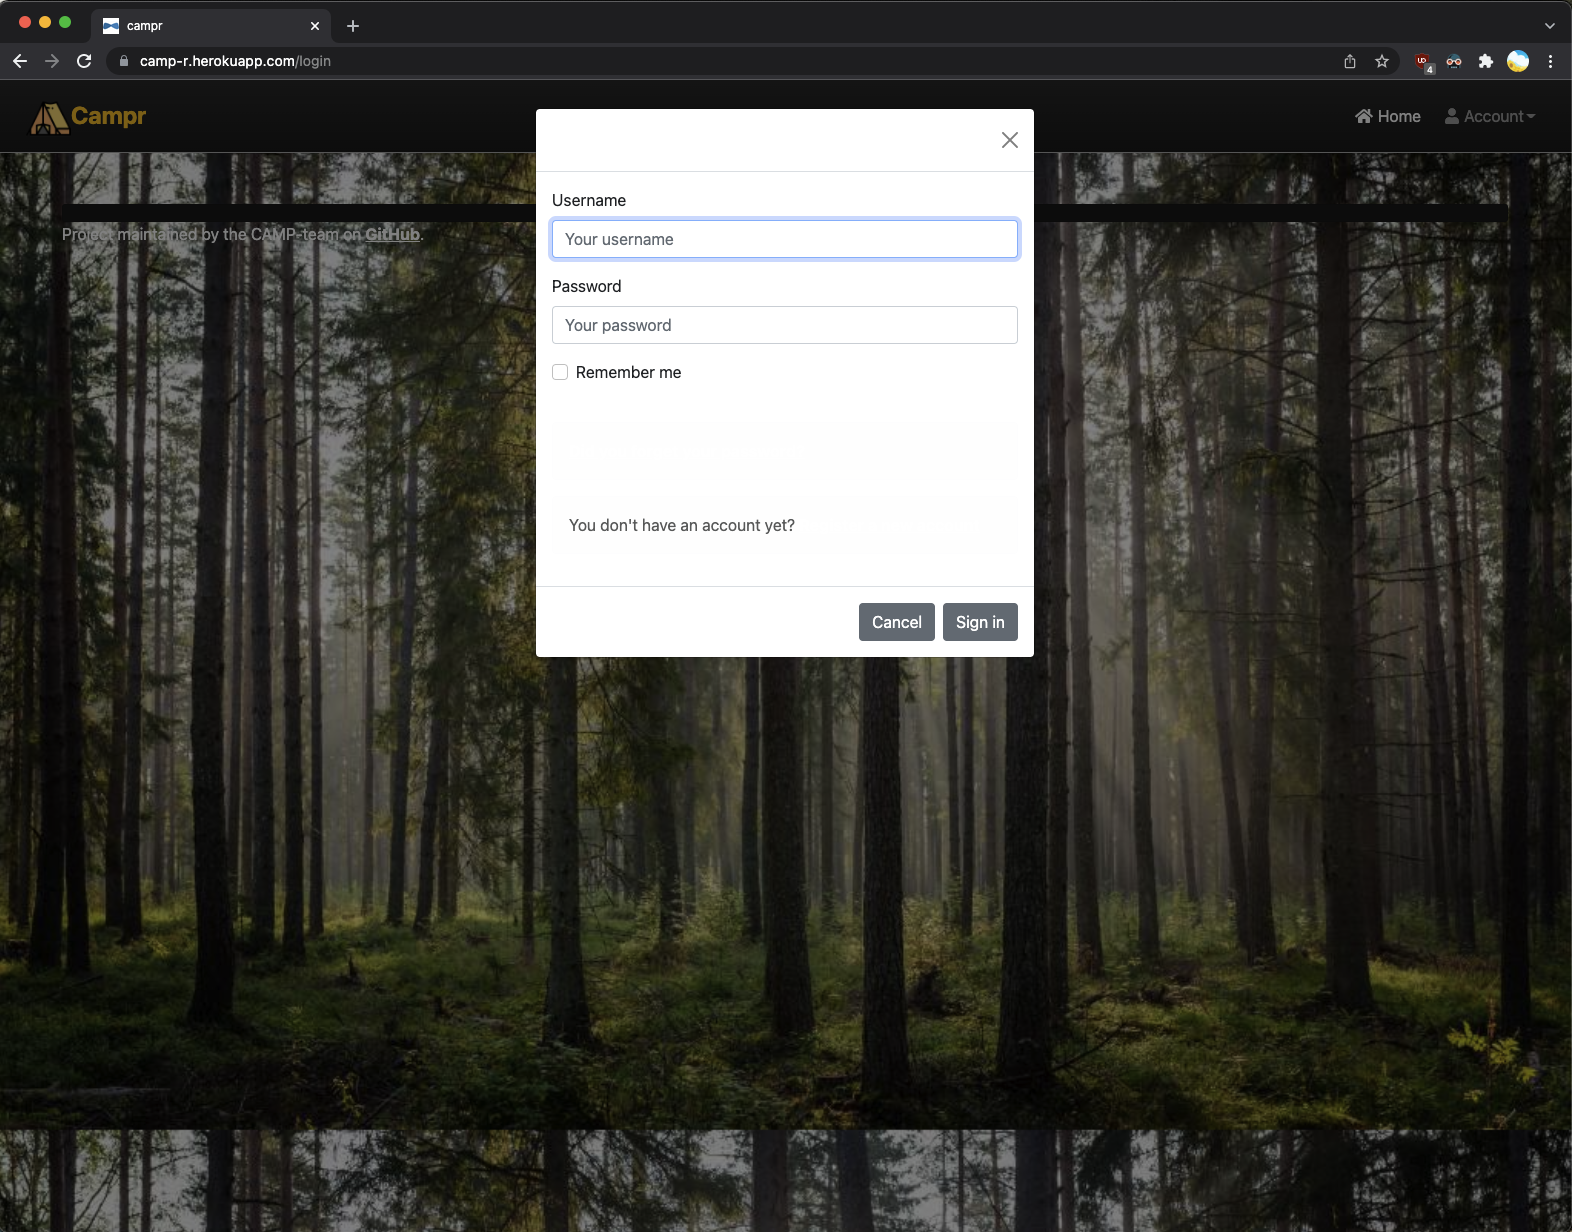 campr
camp-r.herokuapp.com/login
4
Campr
Home
Account
Project maintained by the CAMP-team on GitHub.
Username
Your username
Password
Your password
Remember me
You don't have an account yet?
Cancel
Sign in